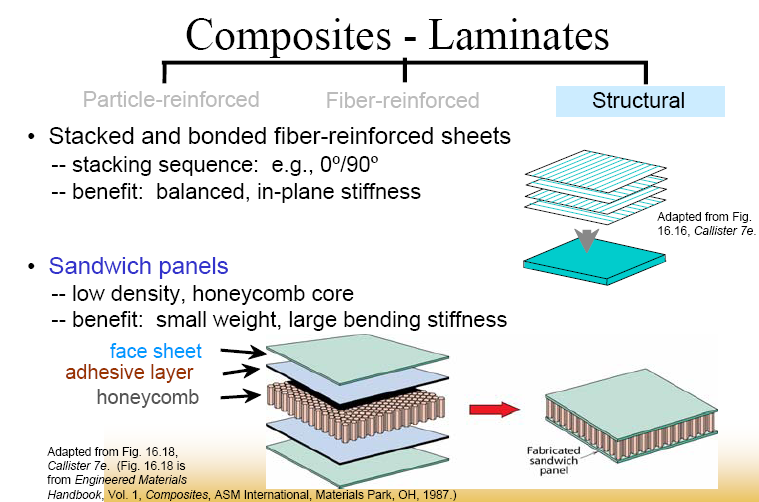 Composites - Laminates
Particle-reinforced
Fiber-reinforced
Structural
• Stacked and bonded fiber-reinforced sheets
-- stacking sequence: e.g., 0º/90º
-- benefit: balanced, in-plane stiffness
Adapted from Fig.
16.16, Callister 7e.
• Sandwich panels
-- low density, honeycomb core
-- benefit: small weight, large bending stiffness
face sheet
adhesive layer
honeycomb
Fabricated
sandwich
panel
Adapted from Fig. 16.18,
Callister 7e. (Fig. 16.18 is
from Engineered Materials
Handbook, Vol. 1, Composites, ASM International, Materials Park, OH, 1987.)